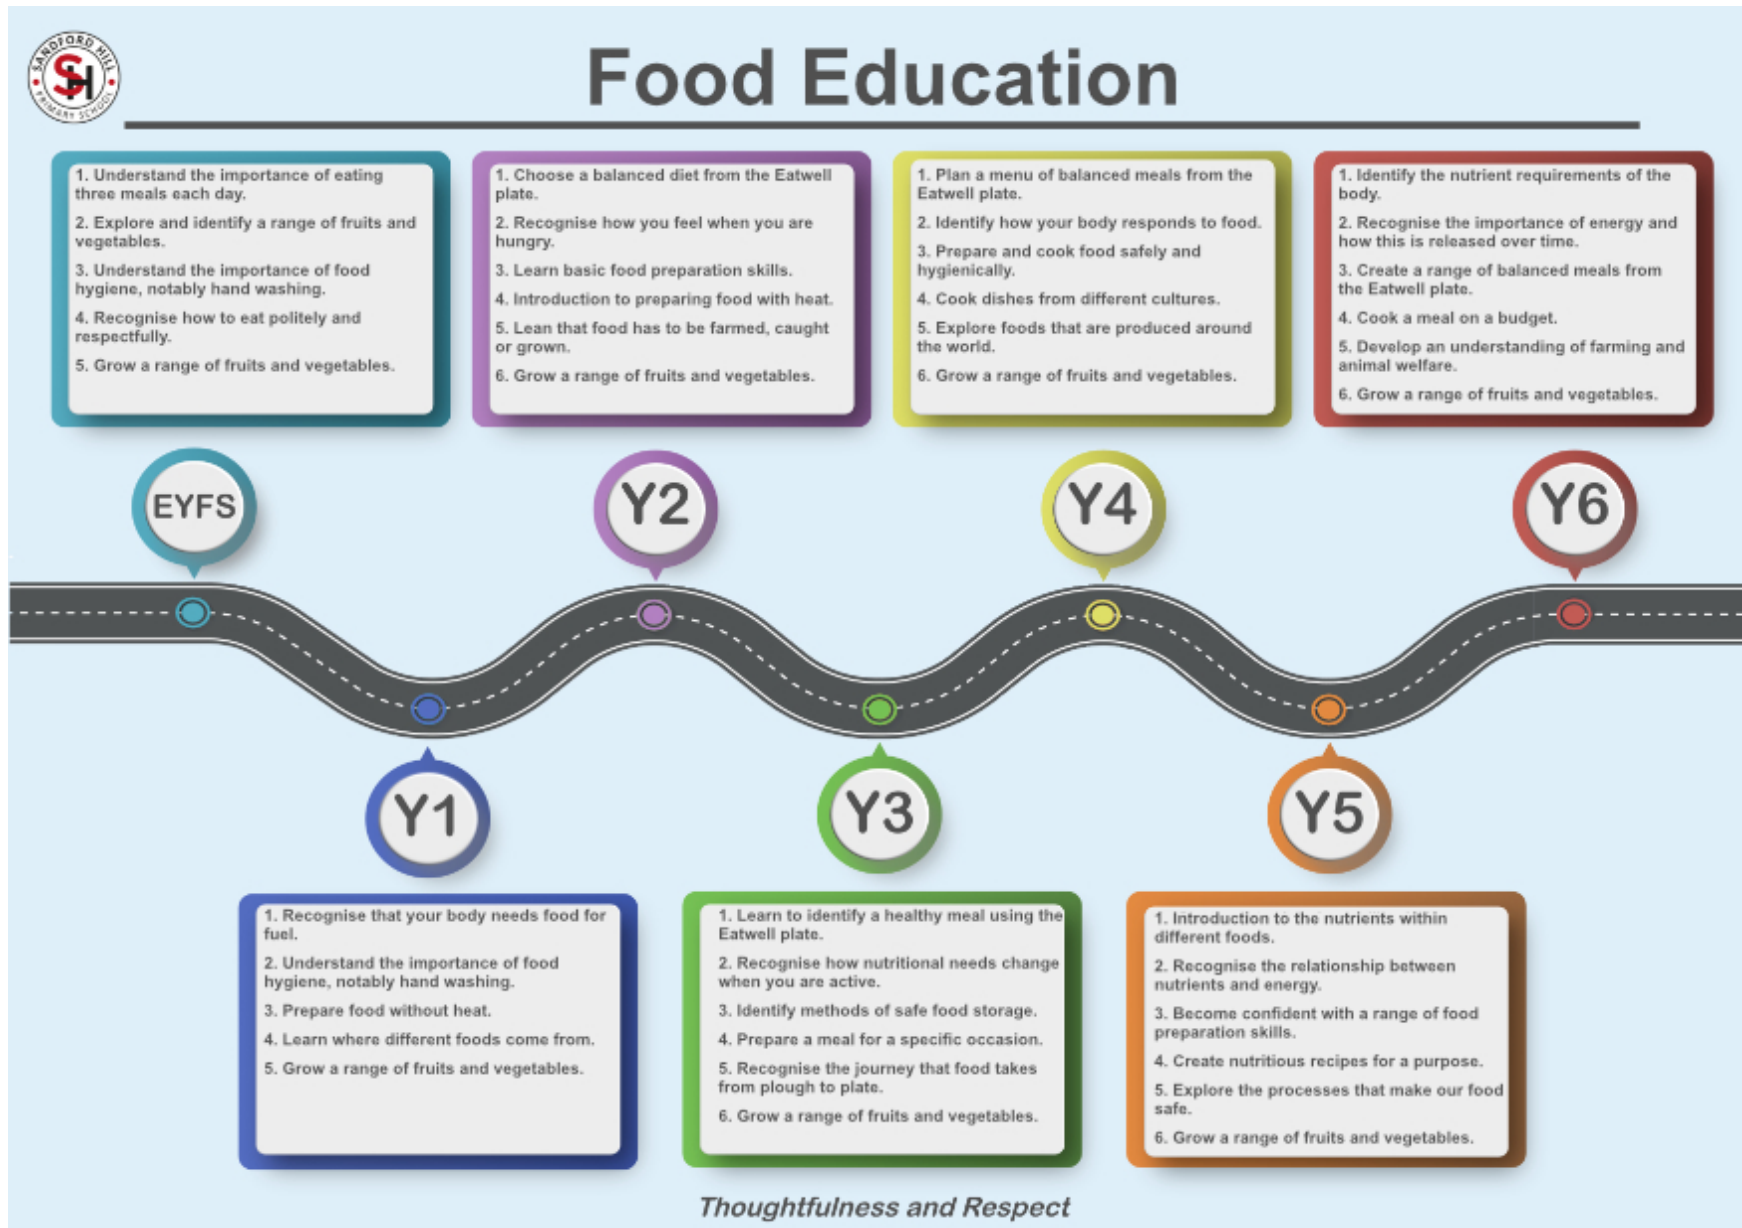 SANDFORD HILL
PRIMARY SCHOOL
SH
Food Education
1. Understand the importance of eating
three meals each day.
2. Explore and identify a range of fruits and
vegetables.
3. Understand the importance of food
hygiene, notably hand washing.
4. Recognise how to eat politely and
respectfully.
5. Grow a range of fruits and vegetables.
1. Choose a balanced diet from the Eatwell
plate.
2. Recognise how you feel when you are
hungry.
3. Learn basic food preparation skills.
4. Introduction to preparing food with heat.
5. Lean that food has to be farmed, caught
or grown.
6. Grow a range of fruits and vegetables.
1. Plan a menu of balanced meals from the
Eatwell plate.
2. Identify how your body responds to food.
3. Prepare and cook food safely and
hygienically.
4. Cook dishes from different cultures.
5. Explore foods that are produced around
the world.
6. Grow a range of fruits and vegetables.
1. Identify the nutrient requirements of the
body.
2. Recognise the importance of energy and
how this is released over time.
3. Create a range of balanced meals from
the Eatwell plate.
4. Cook a meal on a budget.
5. Develop an understanding of farming and
animal welfare.
6. Grow a range of fruits and vegetables.
EYFS
Y2
Y4
Y6
Y1
Y3
Y5
1. Recognise that your body needs food for
fuel.
2. Understand the importance of food
hygiene, notably hand washing.
3. Prepare food without heat.
4. Learn where different foods come from.
5. Grow a range of fruits and vegetables.
1. Learn to identify a healthy meal using the
Eatwell plate.
2. Recognise how nutritional needs change
when you are active.
3. Identify methods of safe food storage.
4. Prepare a meal for a specific occasion.
5. Recognise the journey that food takes
from plough to plate.
6. Grow a range of fruits and vegetables.
1. Introduction to the nutrients within
different foods.
2. Recognise the relationship between
nutrients and energy.
3. Become confident with a range of food
preparation skills.
4. Create nutritious recipes for a purpose.
5. Explore the processes that make our food
safe.
6. Grow a range of fruits and vegetables.
Thoughtfulness and Respect